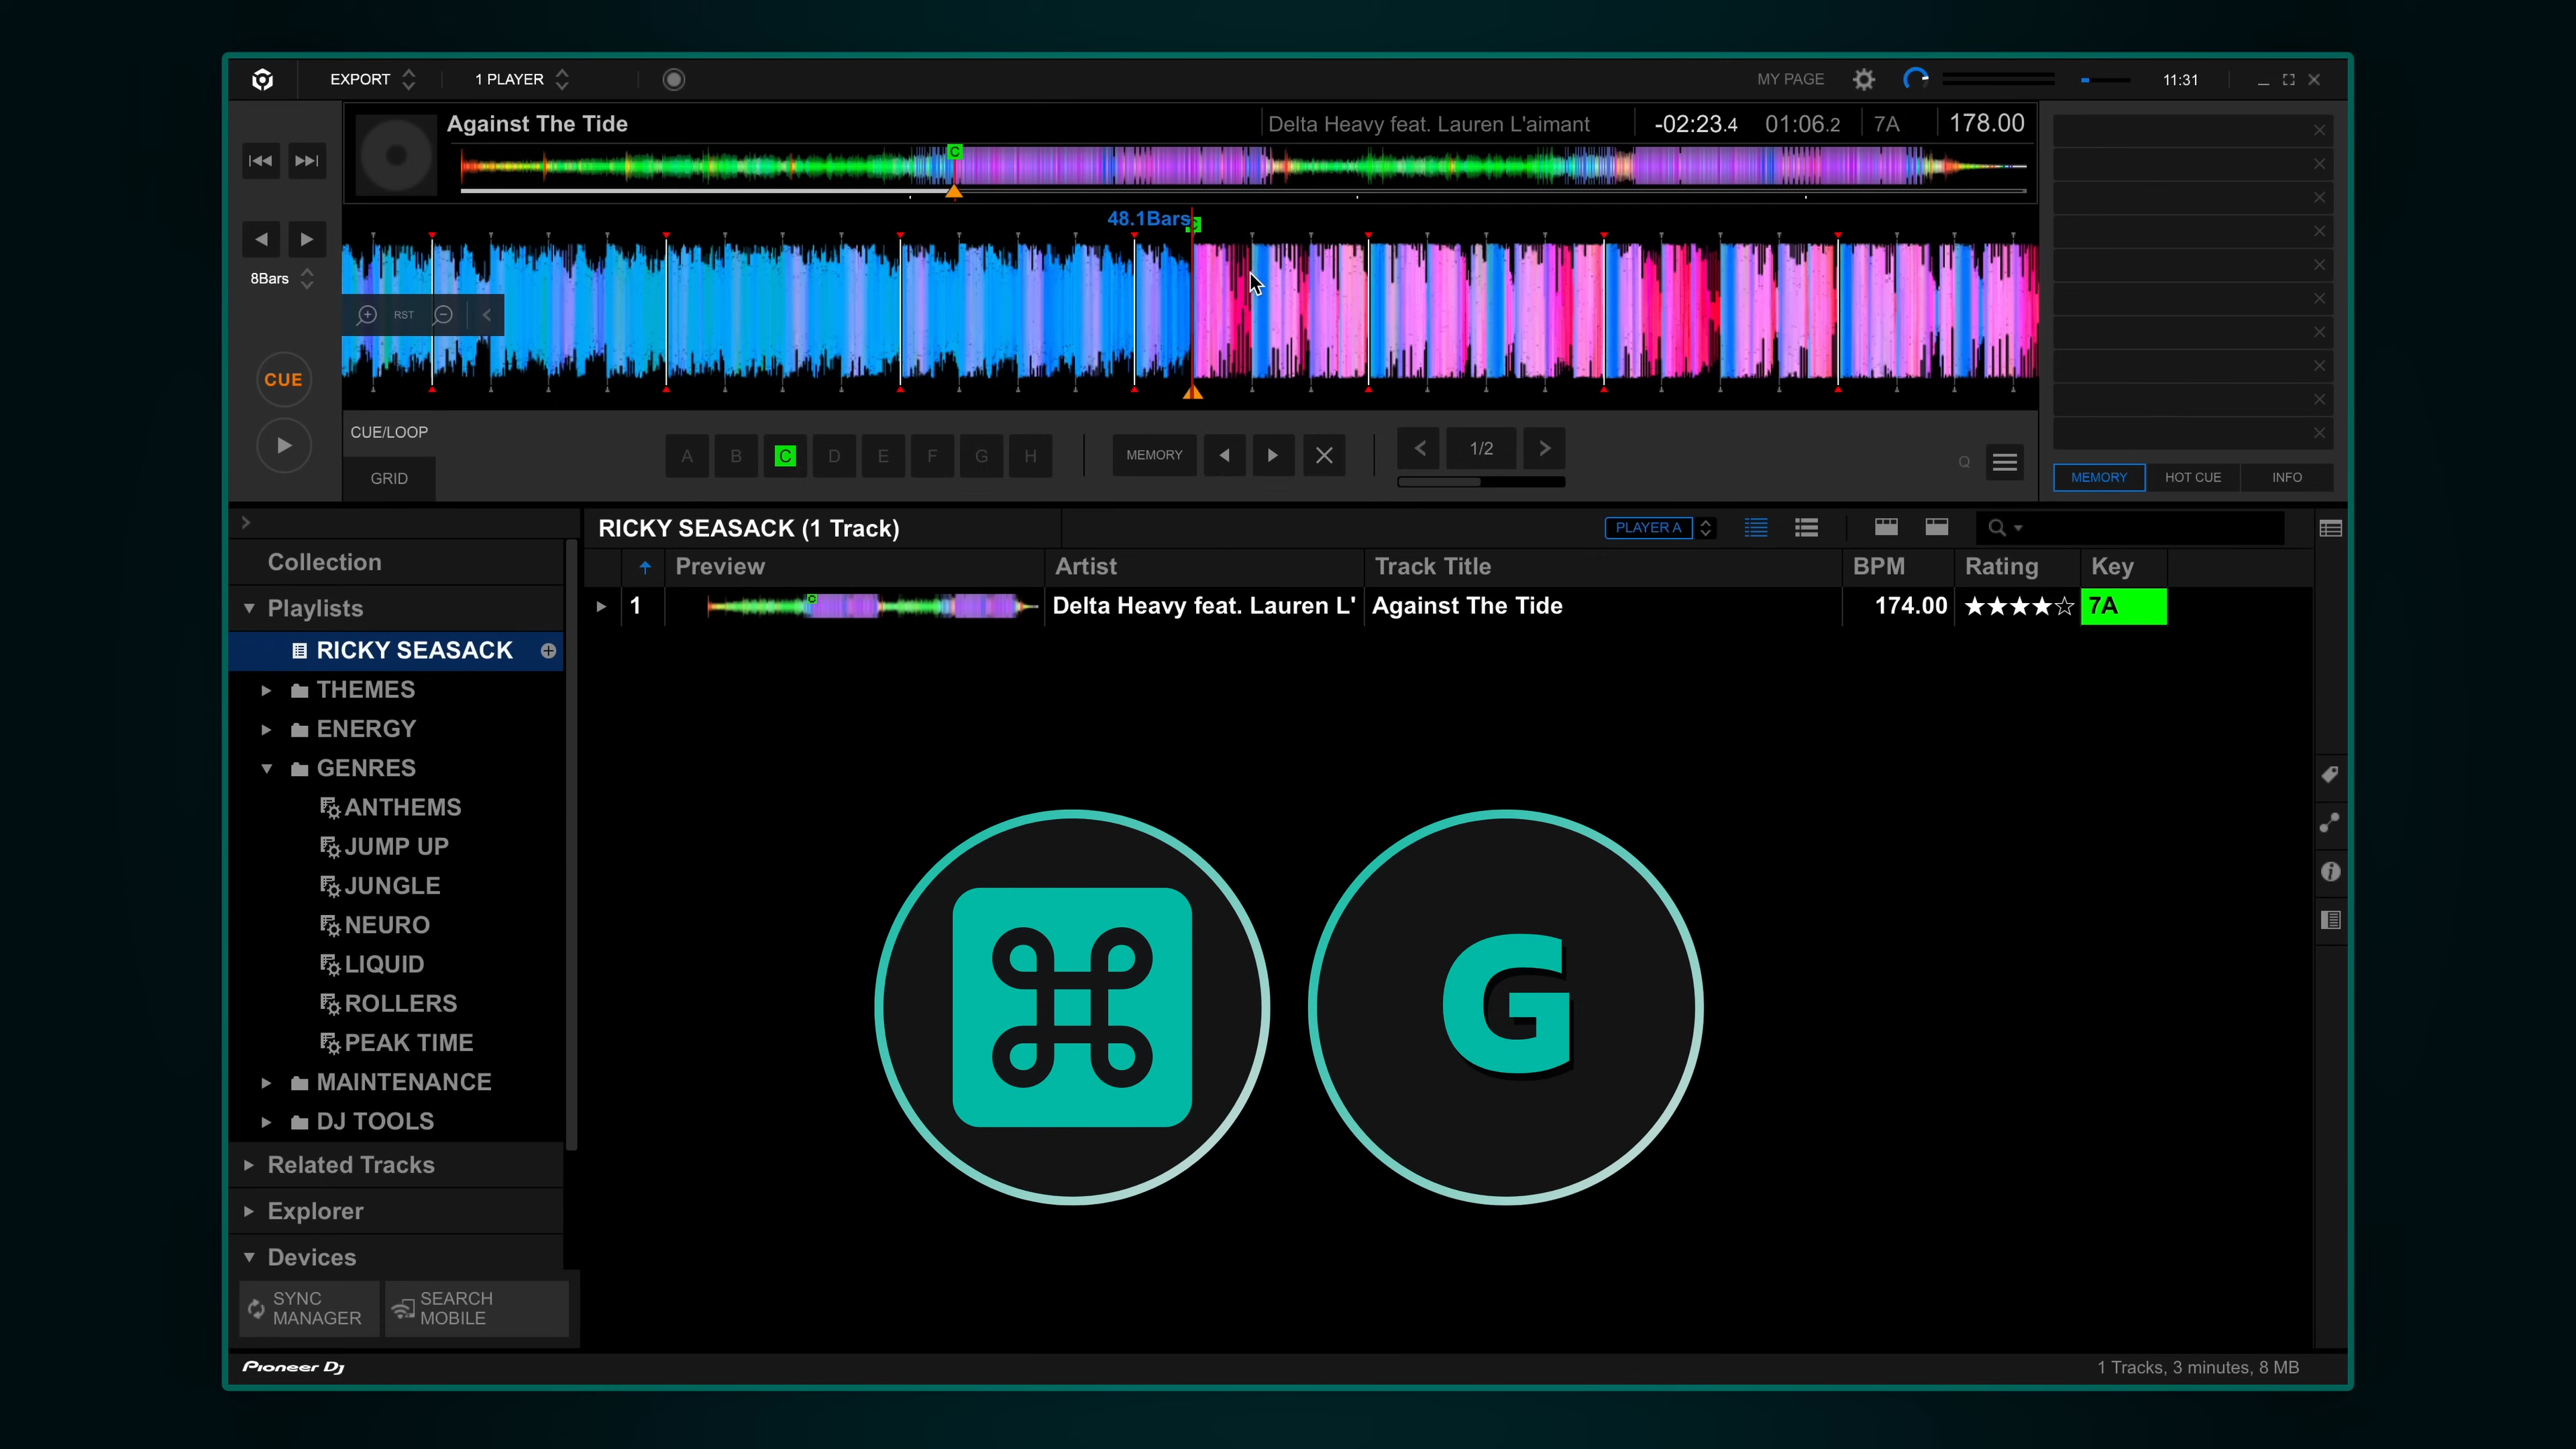 EXPORT 1 PLAYER MY PAGE 11:31
Against The Tide Delta Heavy feat. Lauren L'aimant -02:23.4 01:06.2 7A 178.00
C
48.1Bars C
8Bars
RST
CUE
CUE/LOOP
A B C D E F G H MEMORY 1/2 Q
GRID
MEMORY HOT CUE INFO
RICKY SEASACK (1 Track) PLAYER A
Collection
Preview Artist Track Title BPM Rating Key
Playlists
1 C Delta Heavy feat. Lauren L' Against The Tide 174.00 ★★★★☆ 7A
RICKY SEASACK
THEMES
ENERGY
GENRES
ANTHEMS
JUMP UP
JUNGLE
NEURO
LIQUID
ROLLERS
PEAK TIME
MAINTENANCE
DJ TOOLS
Related Tracks
Explorer
Devices
SYNC MANAGER
SEARCH MOBILE
⌘ G
Pioneer Dj
1 Tracks, 3 minutes, 8 MB